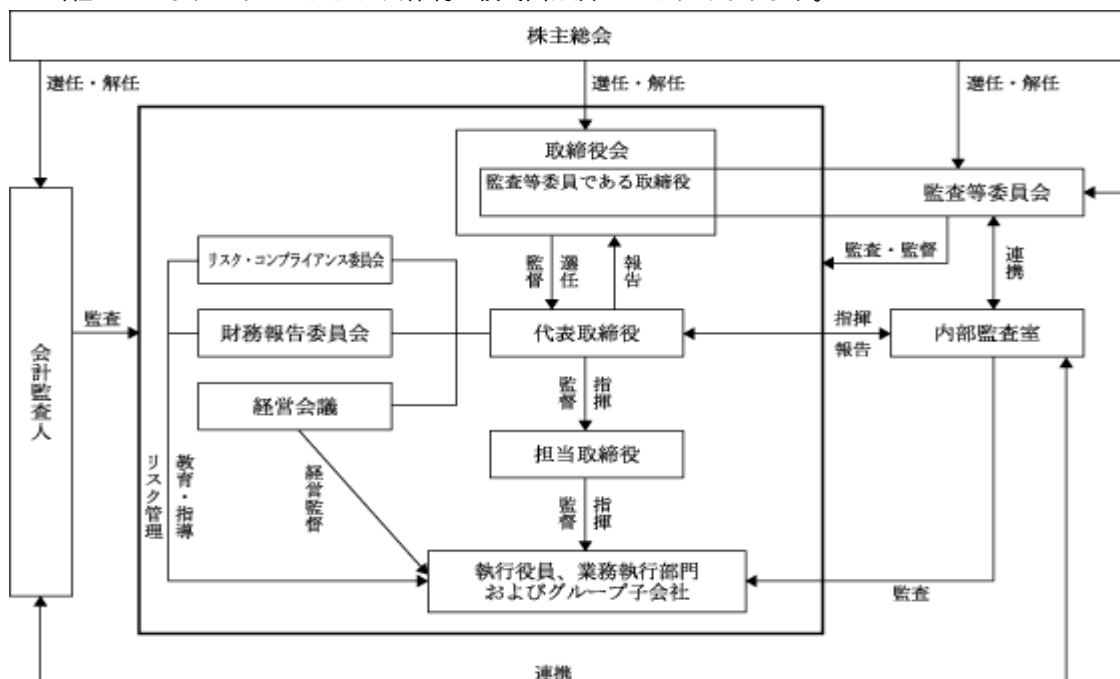 株主総会
選任・解任
選任・解任
選任・解任
取締役会
監査等委員である取締役
監査等委員会
リスク・コンプライアンス委員会
監督
選任
報告
監査・監督
連携
監査
財務報告委員会
代表取締役
指揮
報告
内部監査室
会計監査人
経営会議
監督
指揮
担当取締役
リスク管理
教育・指導
経営監督
監督
指揮
執行役員、業務執行部門
およびグループ子会社
監査
連携